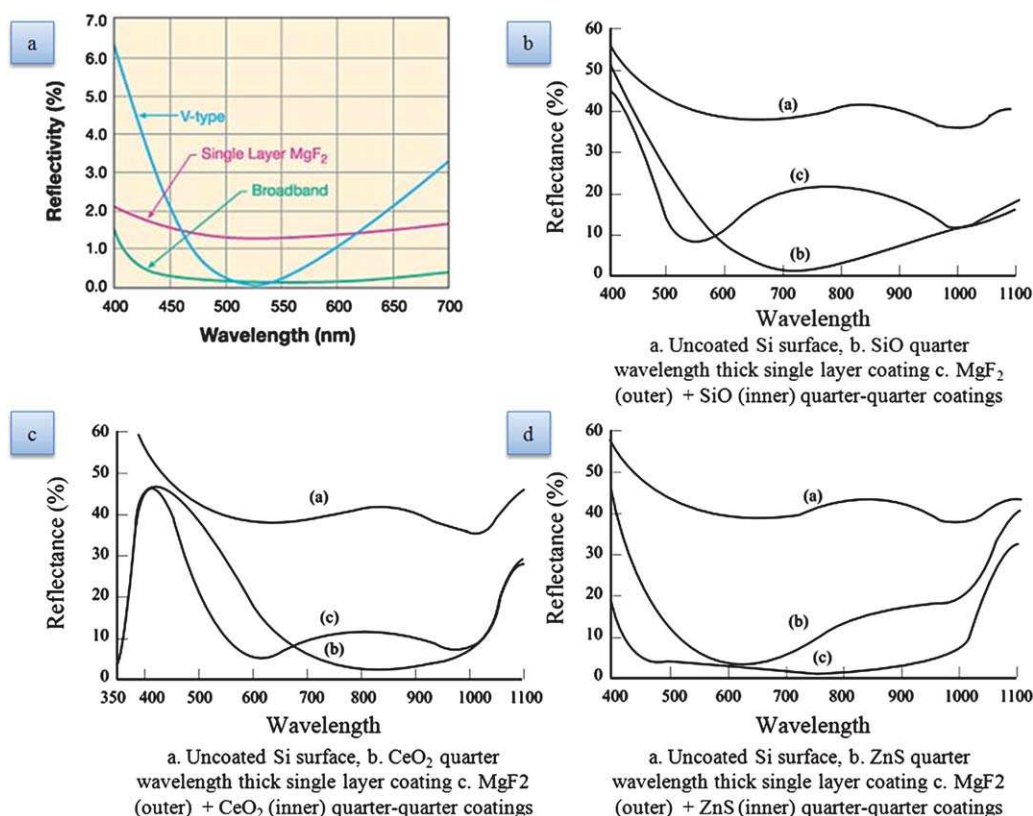 a
7.0
6.0
5.0
4.0
3.0
2.0
1.0
0.0
Reflectivity (%)
V-type
Single Layer MgF₂
Broadband
400 450 500 550 600 650 700
Wavelength (nm)
b
60
50
40
30
20
10
0
Reflectance (%)
(a)
(c)
(b)
400 500 600 700 800 900 1000 1100
Wavelength
a. Uncoated Si surface, b. SiO quarter
wavelength thick single layer coating c. MgF₂
(outer) + SiO (inner) quarter-quarter coatings
c
60
50
40
30
20
10
0
Reflectance (%)
(a)
(c)
(b)
350 400 500 600 700 800 900 1000 1100
Wavelength
a. Uncoated Si surface, b. CeO₂ quarter
wavelength thick single layer coating c. MgF2
(outer) + CeO₂ (inner) quarter-quarter coatings
d
60
50
40
30
20
10
0
Reflectance (%)
(a)
(b)
(c)
400 500 600 700 800 900 1000 1100
Wavelength
a. Uncoated Si surface, b. ZnS quarter
wavelength thick single layer coating c. MgF2
(outer) + ZnS (inner) quarter-quarter coatings